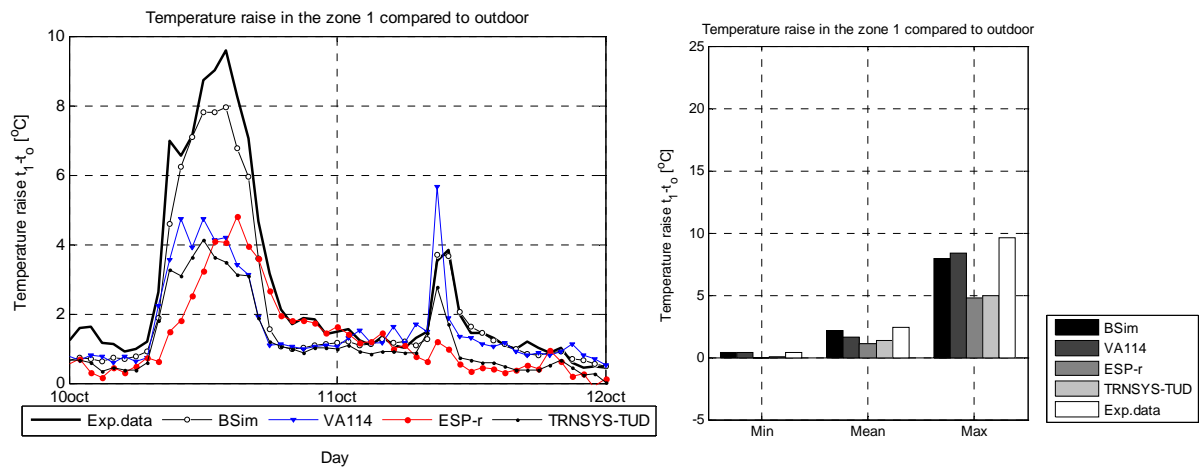 Temperature raise in the zone 1 compared to outdoor
10
8
6
4
2
0
Temperature raise t1-to [oC]
10oct 11oct 12oct
Exp.data BSim VA114 ESP-r TRNSYS-TUD
Day
Temperature raise in the zone 1 compared to outdoor
25
20
15
10
5
0
-5
Temperature raise t1-to [oC]
Min Mean Max
BSim
VA114
ESP-r
TRNSYS-TUD
Exp.data